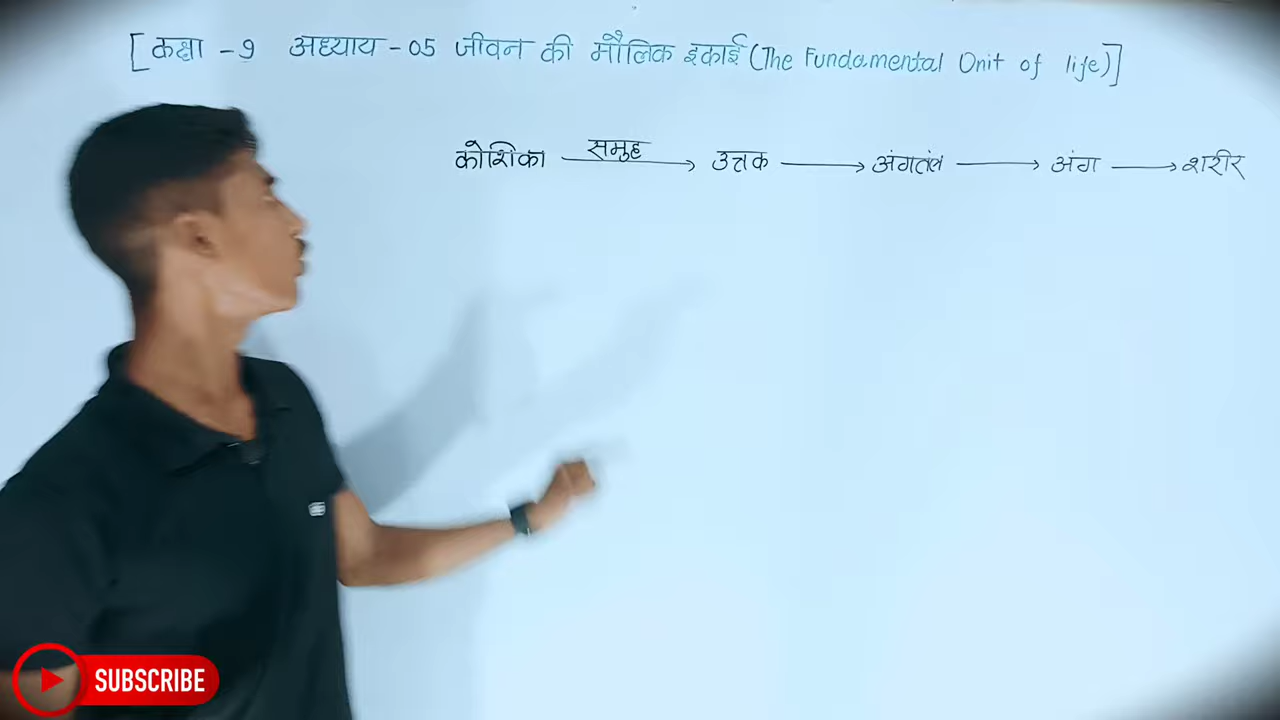 [कक्षा - 9 अध्याय - 05 जीवन की मौलिक इकाई (The Fundamental Unit of life)]
कोशिका समुह उत्तक अंगतंत्र अंग शरीर
SUBSCRIBE